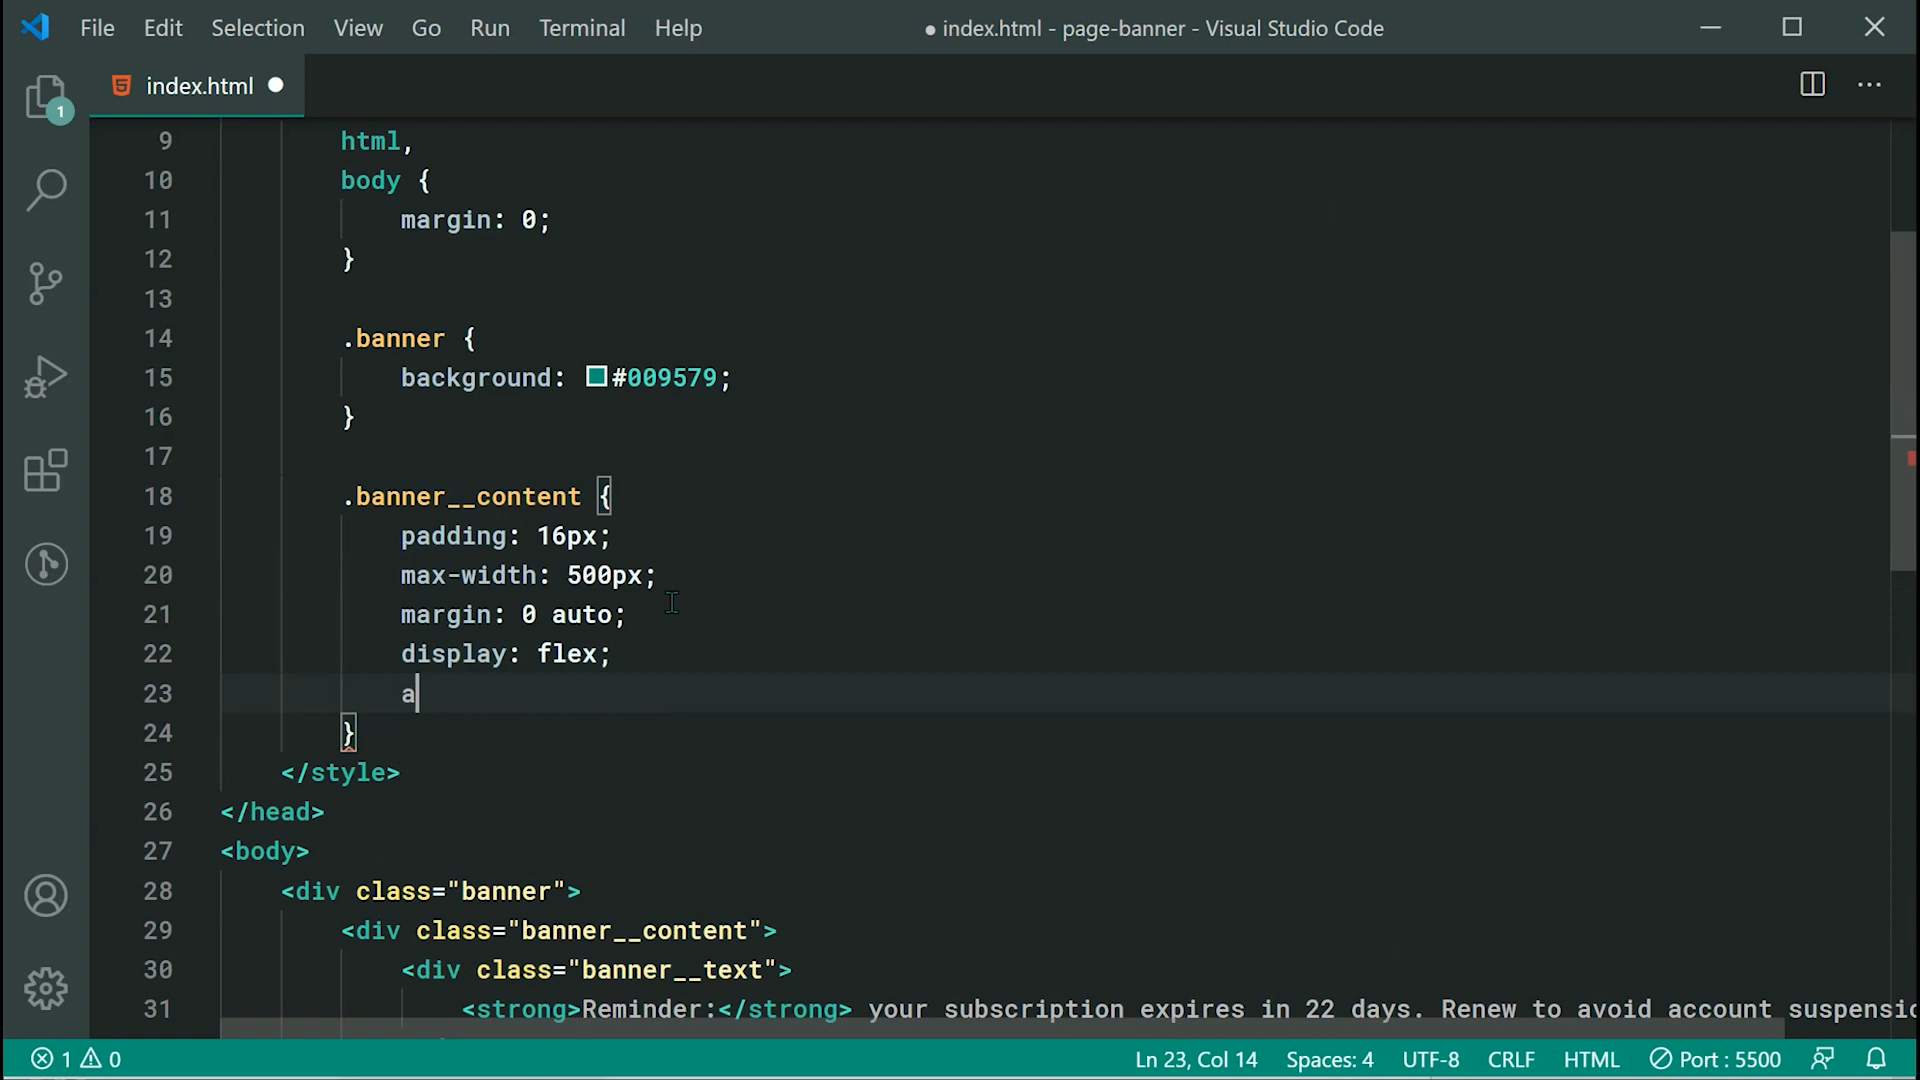 File Edit Selection View Go Run Terminal Help ● index.html - page-banner - Visual Studio Code
index.html
1
9 html,
10 body {
11 margin: 0;
12 }
13
14 .banner {
15 background: #009579;
16 }
17
18 .banner__content {
19 padding: 16px;
20 max-width: 500px;
21 margin: 0 auto;
22 display: flex;
23 a
24 }
25 </style>
26 </head>
27 <body>
28 <div class="banner">
29 <div class="banner__content">
30 <div class="banner__text">
31 <strong>Reminder:</strong> your subscription expires in 22 days. Renew to avoid account suspensio
1 0 Ln 23, Col 14 Spaces: 4 UTF-8 CRLF HTML Port : 5500